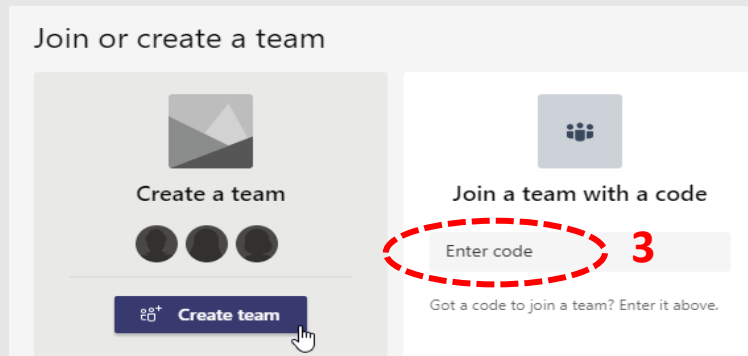 Join or create a team
Create a team
Create team
Join a team with a code
Enter code
3
Got a code to join a team? Enter it above.